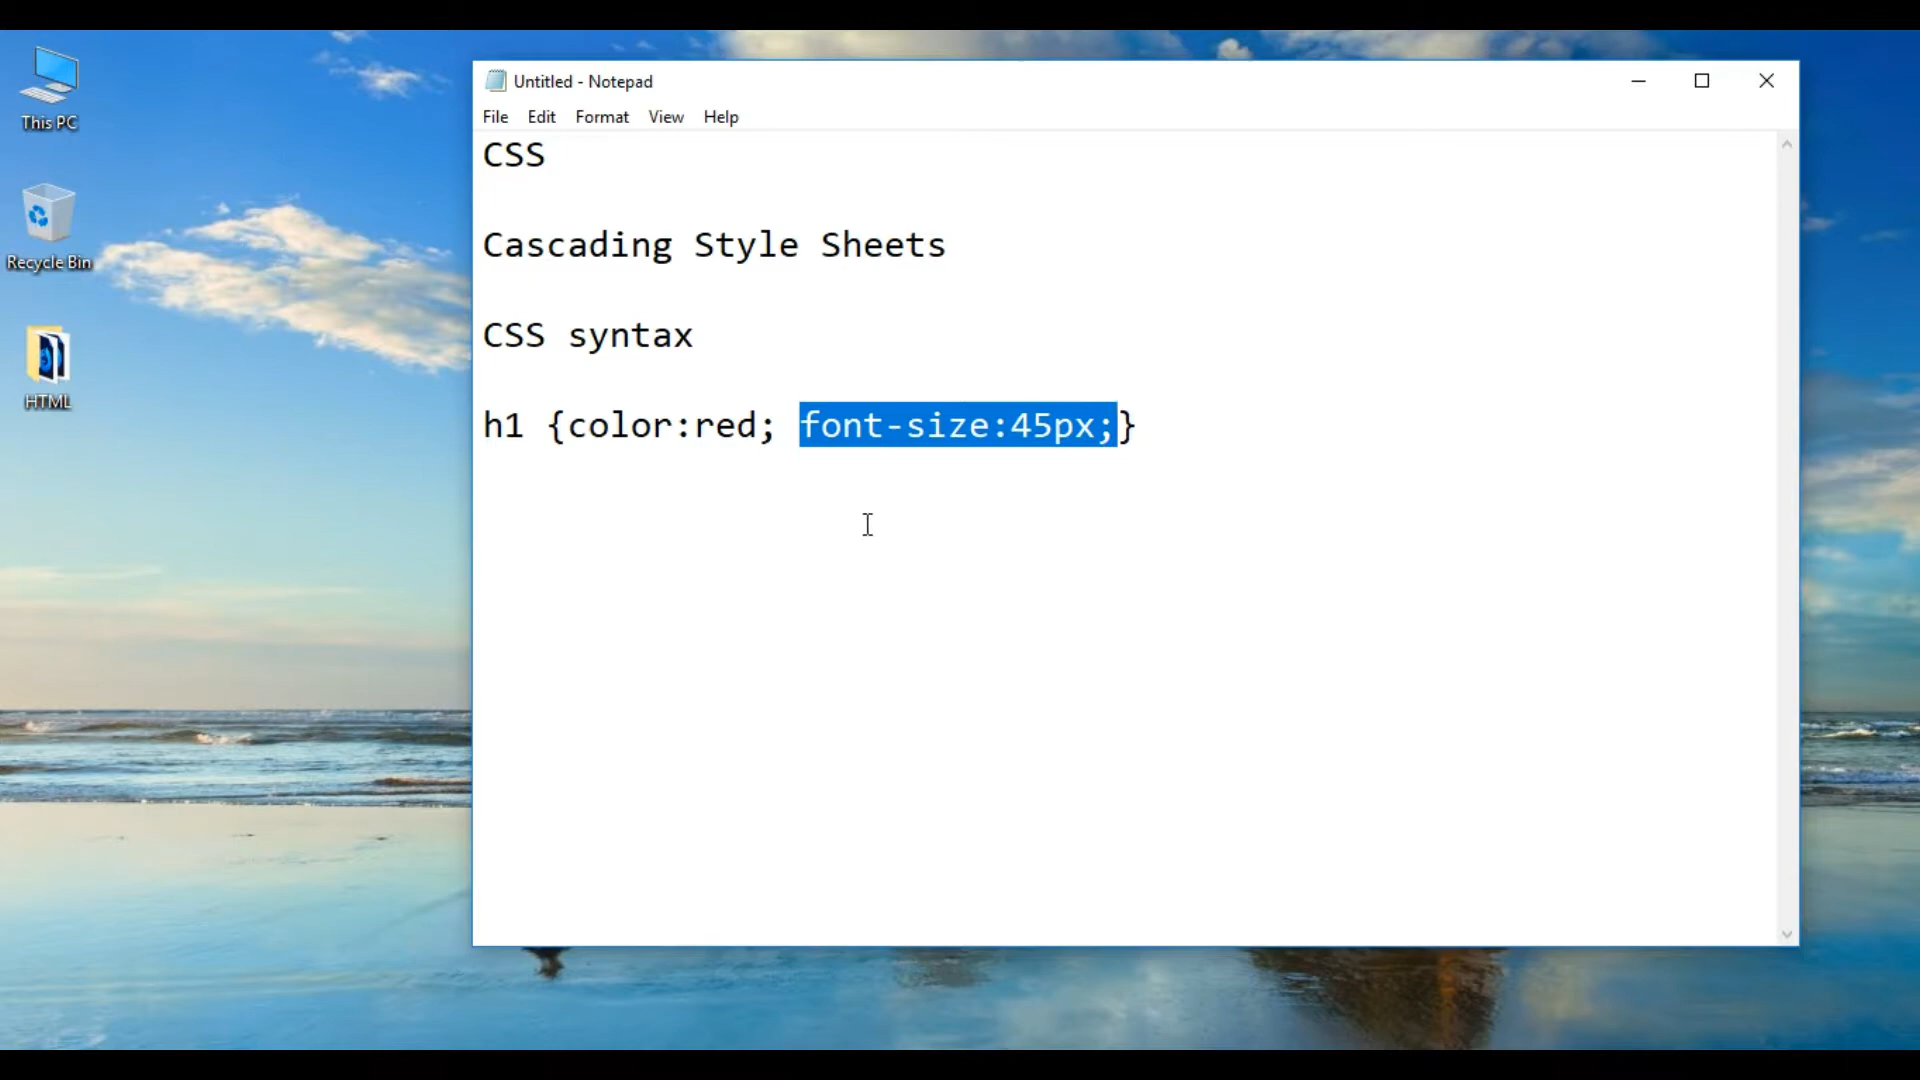 This PC
Recycle Bin
HTML
Untitled - Notepad
File Edit Format View Help
CSS
Cascading Style Sheets
CSS syntax
h1 {color:red; font-size:45px;}